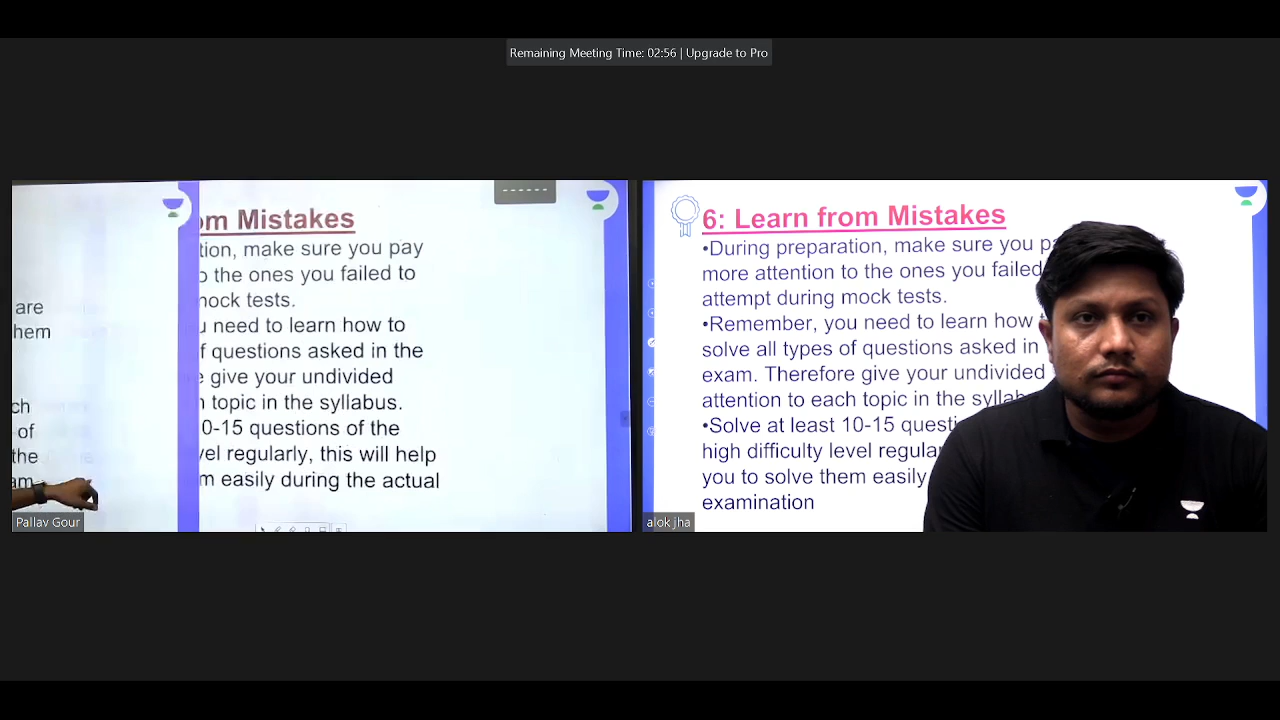 Remaining Meeting Time: 02:56 | Upgrade to Pro
om Mistakes
tion, make sure you pay
o the ones you failed to
mock tests.
are
u need to learn how to
hem
f questions asked in the
e give your undivided
ch
n topic in the syllabus.
of
0-15 questions of the
the
vel regularly, this will help
am
m easily during the actual
Pallav Gour
6: Learn from Mistakes
•During preparation, make sure you pa
more attention to the ones you failed
attempt during mock tests.
•Remember, you need to learn how t
solve all types of questions asked in
exam. Therefore give your undivided
attention to each topic in the syllab
•Solve at least 10-15 questi
high difficulty level regular
you to solve them easily
examination
alok jha